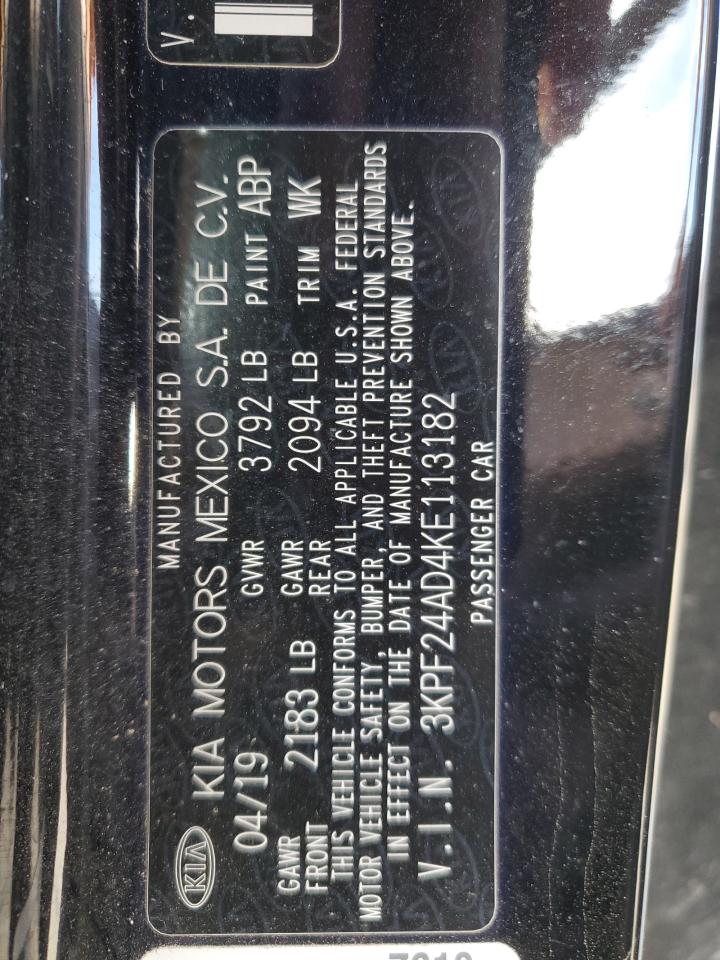 MANUFACTURED BY
KIA KIA MOTORS MEXICO S.A. DE C.V.
04/19 GVWR 3792 LB PAINT ABP
GAWR FRONT 2183 LB GAWR REAR 2094 LB TRIM WK
THIS VEHICLE CONFORMS TO ALL APPLICABLE U.S.A. FEDERAL
MOTOR VEHICLE SAFETY, BUMPER, AND THEFT PREVENTION STANDARDS
IN EFFECT ON THE DATE OF MANUFACTURE SHOWN ABOVE.
V.I.N. 3KPF24AD4KE113182
PASSENGER CAR
V.